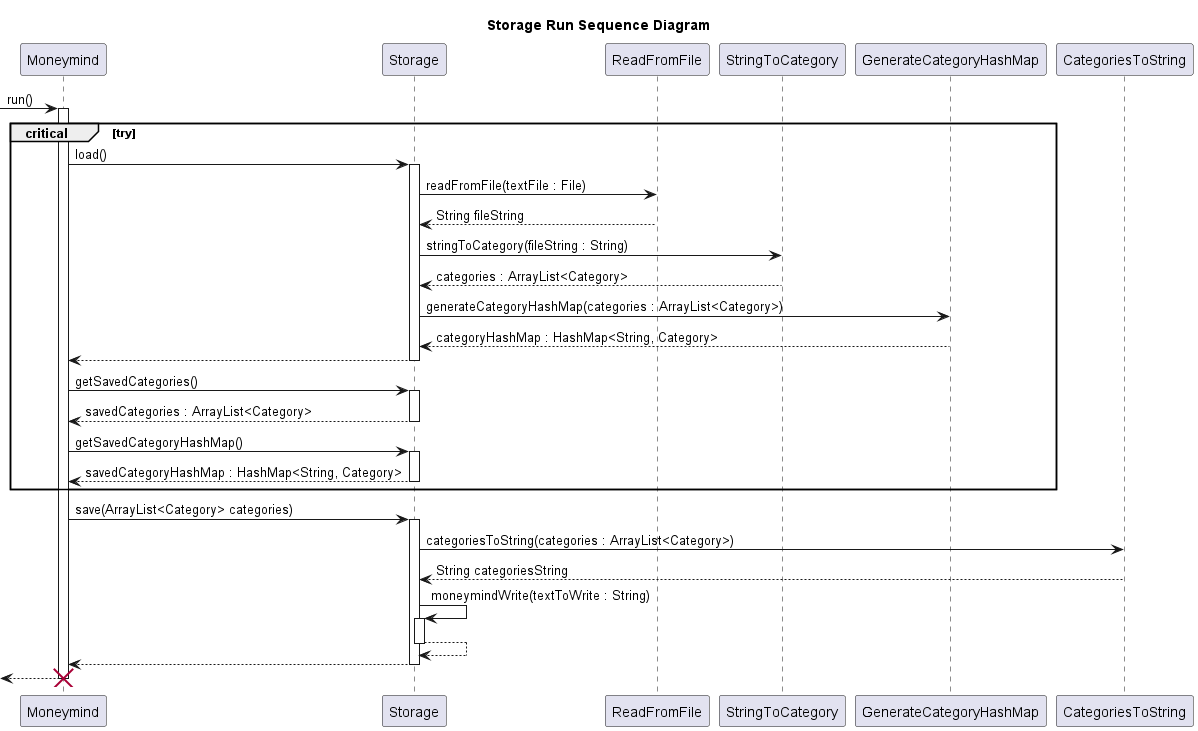 Storage Run Sequence Diagram
Moneymind
Storage
ReadFromFile
StringToCategory
GenerateCategoryHashMap
CategoriesToString
run()
critical
[try]
load()
readFromFile(textFile : File)
String fileString
stringToCategory(fileString : String)
categories : ArrayList<Category>
generateCategoryHashMap(categories : ArrayList<Category>)
categoryHashMap : HashMap<String, Category>
getSavedCategories()
savedCategories : ArrayList<Category>
getSavedCategoryHashMap()
savedCategoryHashMap : HashMap<String, Category>
save(ArrayList<Category> categories)
categoriesToString(categories : ArrayList<Category>)
String categoriesString
moneymindWrite(textToWrite : String)
Moneymind
Storage
ReadFromFile
StringToCategory
GenerateCategoryHashMap
CategoriesToString